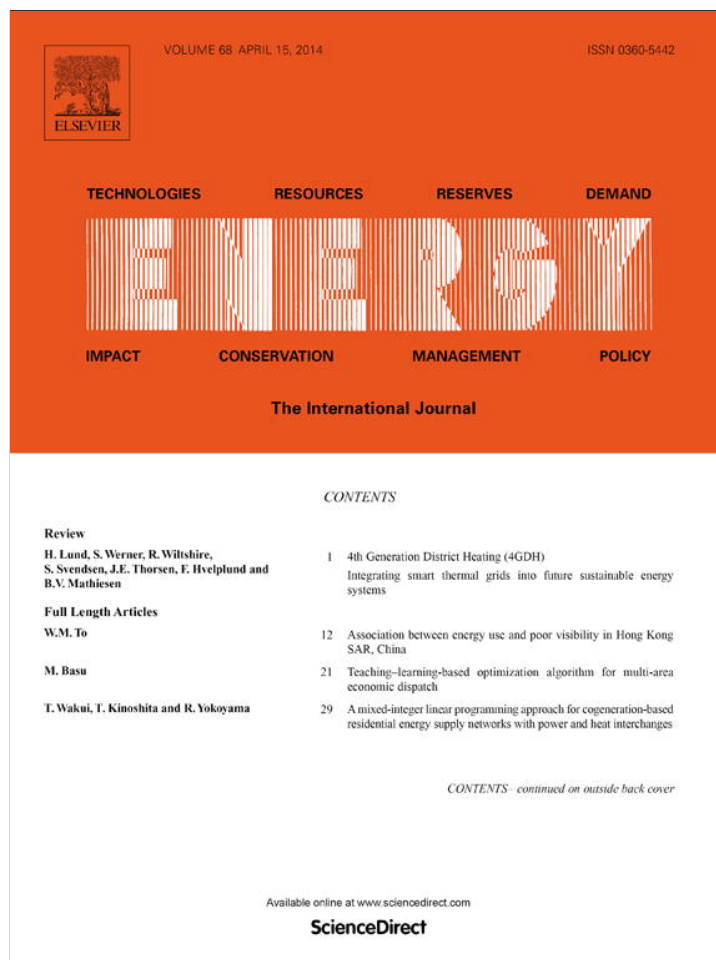 VOLUME 68 APRIL 15, 2014
ISSN 0360-5442
ELSEVIER
TECHNOLOGIES RESOURCES RESERVES DEMAND
ENERGY
IMPACT CONSERVATION MANAGEMENT POLICY
The International Journal
CONTENTS
Review
H. Lund, S. Werner, R. Wiltshire,
S. Svendsen, J.E. Thorsen, F. Hvelplund and
B.V. Mathiesen
1 4th Generation District Heating (4GDH)
Integrating smart thermal grids into future sustainable energy
systems
Full Length Articles
W.M. To
12 Association between energy use and poor visibility in Hong Kong
SAR, China
M. Basu
21 Teaching–learning-based optimization algorithm for multi-area
economic dispatch
T. Wakui, T. Kinoshita and R. Yokoyama
29 A mixed-integer linear programming approach for cogeneration-based
residential energy supply networks with power and heat interchanges
CONTENTS– continued on outside back cover
Available online at www.sciencedirect.com
ScienceDirect